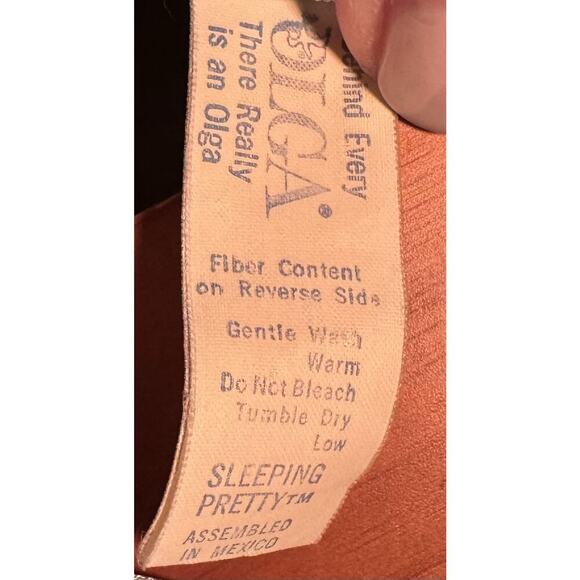 Behind Every
OLGA®
There Really
is an Olga
Fiber Content
on Reverse Side
Gentle Wash
Warm
Do Not Bleach
Tumble Dry
Low
SLEEPING
PRETTY™
ASSEMBLED
IN MEXICO